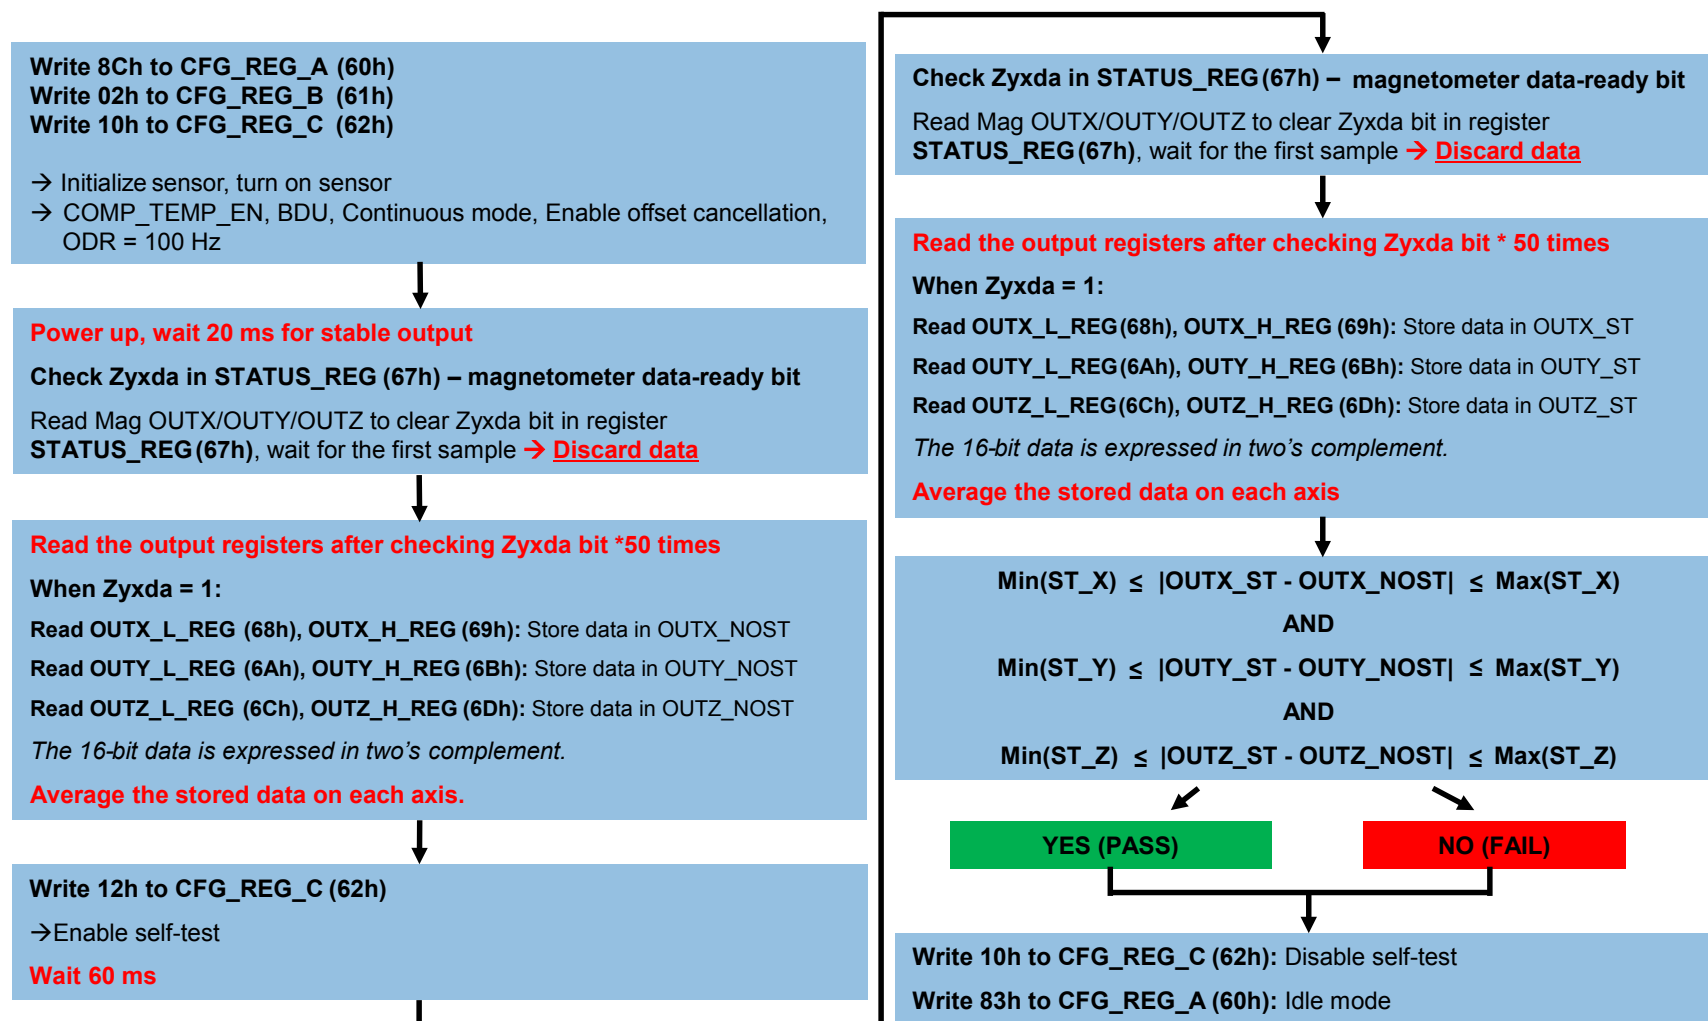 Write 8Ch to CFG_REG_A (60h)
Write 02h to CFG_REG_B (61h)
Write 10h to CFG_REG_C (62h)
→ Initialize sensor, turn on sensor
→ COMP_TEMP_EN, BDU, Continuous mode, Enable offset cancellation,
ODR = 100 Hz
Power up, wait 20 ms for stable output
Check Zyxda in STATUS_REG (67h) – magnetometer data-ready bit
Read Mag OUTX/OUTY/OUTZ to clear Zyxda bit in register
STATUS_REG (67h), wait for the first sample → Discard data
Read the output registers after checking Zyxda bit *50 times
When Zyxda = 1:
Read OUTX_L_REG (68h), OUTX_H_REG (69h): Store data in OUTX_NOST
Read OUTY_L_REG (6Ah), OUTY_H_REG (6Bh): Store data in OUTY_NOST
Read OUTZ_L_REG (6Ch), OUTZ_H_REG (6Dh): Store data in OUTZ_NOST
The 16-bit data is expressed in two's complement.
Average the stored data on each axis.
Write 12h to CFG_REG_C (62h)
→Enable self-test
Wait 60 ms
Check Zyxda in STATUS_REG (67h) – magnetometer data-ready bit
Read Mag OUTX/OUTY/OUTZ to clear Zyxda bit in register
STATUS_REG (67h), wait for the first sample → Discard data
Read the output registers after checking Zyxda bit * 50 times
When Zyxda = 1:
Read OUTX_L_REG (68h), OUTX_H_REG (69h): Store data in OUTX_ST
Read OUTY_L_REG (6Ah), OUTY_H_REG (6Bh): Store data in OUTY_ST
Read OUTZ_L_REG (6Ch), OUTZ_H_REG (6Dh): Store data in OUTZ_ST
The 16-bit data is expressed in two's complement.
Average the stored data on each axis
Min(ST_X) ≤ |OUTX_ST - OUTX_NOST| ≤ Max(ST_X)
AND
Min(ST_Y) ≤ |OUTY_ST - OUTY_NOST| ≤ Max(ST_Y)
AND
Min(ST_Z) ≤ |OUTZ_ST - OUTZ_NOST| ≤ Max(ST_Z)
YES (PASS)
NO (FAIL)
Write 10h to CFG_REG_C (62h): Disable self-test
Write 83h to CFG_REG_A (60h): Idle mode